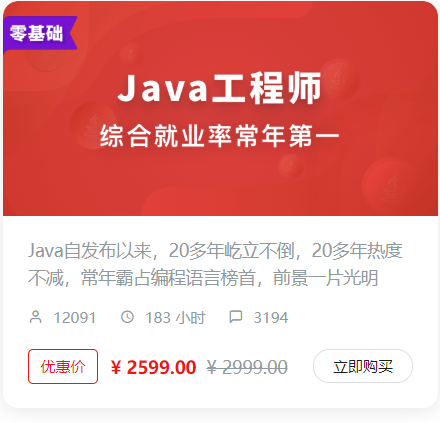 零基础
Java工程师
综合就业率常年第一
Java自发布以来，20多年屹立不倒，20多年热度
不减，常年霸占编程语言榜首，前景一片光明
12091 183 小时 3194
优惠价 ¥ 2599.00 ¥ 2999.00 立即购买